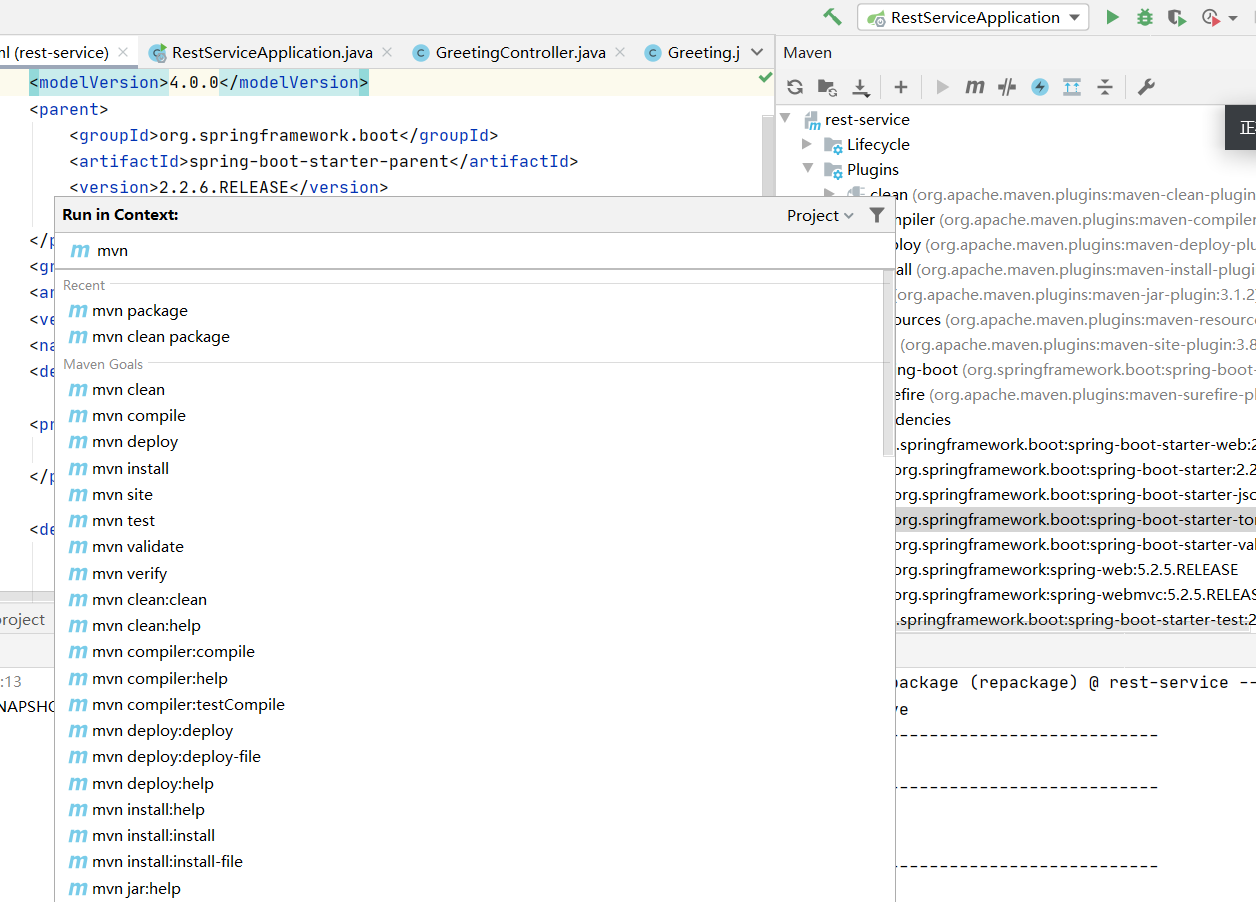 RestServiceApplication
ml (rest-service)
RestServiceApplication.java
GreetingController.java
Greeting.j
Maven
<modelVersion>4.0.0</modelVersion>
<parent>
<groupId>org.springframework.boot</groupId>
<artifactId>spring-boot-starter-parent</artifactId>
<version>2.2.6.RELEASE</version>
</p
<gr
<ar
<ve
<na
<de
<pr
</p
<de
roject
:13
NAPSHO
Run in Context:
Project
mvn
Recent
mvn package
mvn clean package
Maven Goals
mvn clean
mvn compile
mvn deploy
mvn install
mvn site
mvn test
mvn validate
mvn verify
mvn clean:clean
mvn clean:help
mvn compiler:compile
mvn compiler:help
mvn compiler:testCompile
mvn deploy:deploy
mvn deploy:deploy-file
mvn deploy:help
mvn install:help
mvn install:install
mvn install:install-file
mvn jar:help
rest-service
Lifecycle
Plugins
clean (org.apache.maven.plugins:maven-clean-plugin
mpiler (org.apache.maven.plugins:maven-compiler
loy (org.apache.maven.plugins:maven-deploy-plu
all (org.apache.maven.plugins:maven-install-plugi
org.apache.maven.plugins:maven-jar-plugin:3.1.2
ources (org.apache.maven.plugins:maven-resourc
(org.apache.maven.plugins:maven-site-plugin:3.8
ng-boot (org.springframework.boot:spring-boot-
efire (org.apache.maven.plugins:maven-surefire-pl
dencies
.springframework.boot:spring-boot-starter-web:2
org.springframework.boot:spring-boot-starter:2.2
org.springframework.boot:spring-boot-starter-jso
org.springframework.boot:spring-boot-starter-tor
org.springframework.boot:spring-boot-starter-val
org.springframework:spring-web:5.2.5.RELEASE
org.springframework:spring-webmvc:5.2.5.RELEAS
.springframework.boot:spring-boot-starter-test:2
正
package (repackage) @ rest-service --
ve
--------------------------
--------------------------
--------------------------